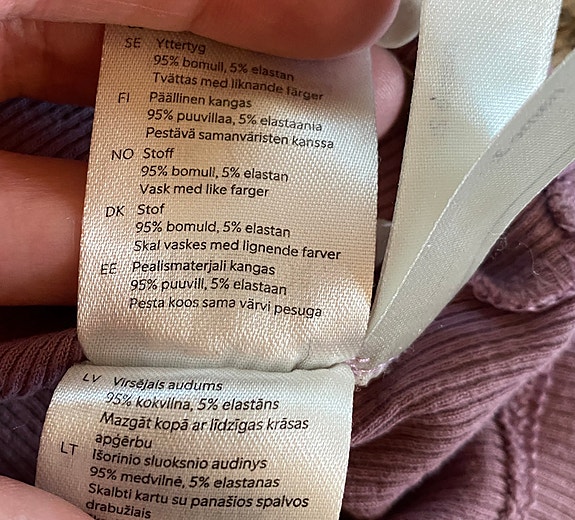 SE Yttertyg
95% bomull, 5% elastan
Tvättas med liknande färger
FI Päällinen kangas
95% puuvillaa, 5% elastaania
Pestävä samanväristen kanssa
NO Stoff
95% bomull, 5% elastan
Vask med like farger
DK Stof
95% bomuld, 5% elastan
Skal vaskes med lignende farver
EE Pealismaterjali kangas
95% puuvill, 5% elastaan
Pesta koos sama värvi pesuga
LV Virsējais audums
95% kokvilna, 5% elastāns
Mazgāt kopā ar līdzīgas krāsas
apģērbu
LT Išorinio sluoksnio audinys
95% medvilnė, 5% elastanas
Skalbti kartu su panašios spalvos
drabužiais